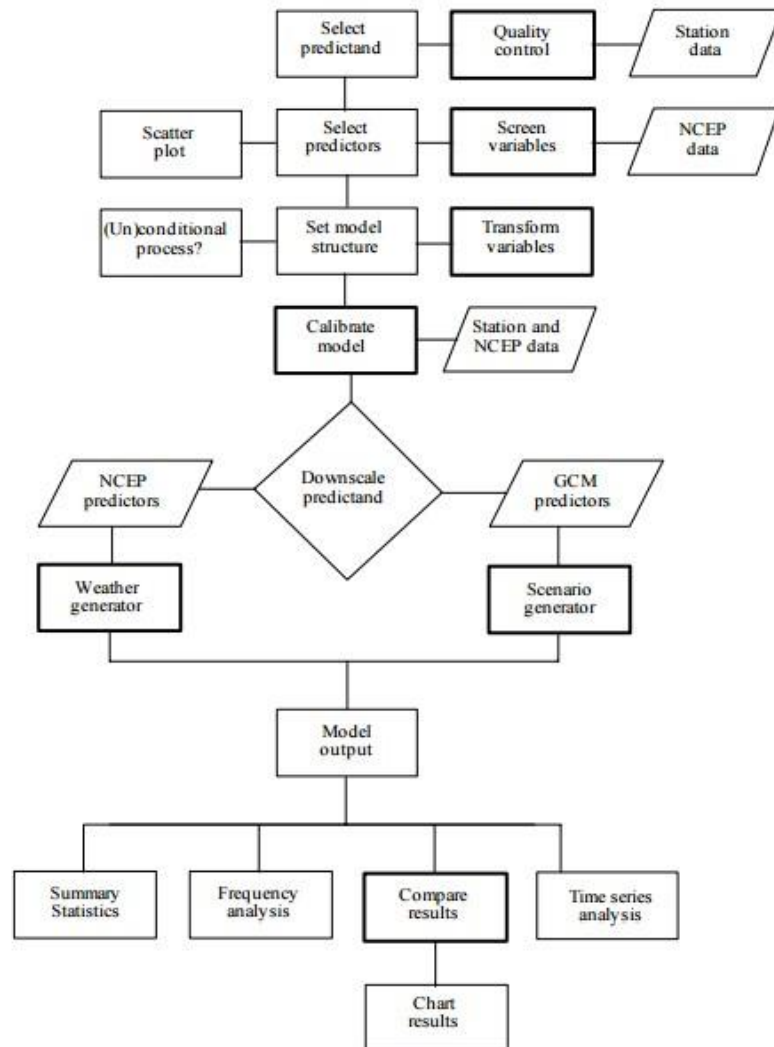 Select
predictand
Quality
control
Station
data
Scatter
plot
Select
predictors
Screen
variables
NCEP
data
(Un)conditional
process?
Set model
structure
Transform
variables
Calibrate
model
Station and
NCEP data
NCEP
predictors
Downscale
predictand
GCM
predictors
Weather
generator
Scenario
generator
Model
output
Summary
Statistics
Frequency
analysis
Compare
results
Time series
analysis
Chart
results